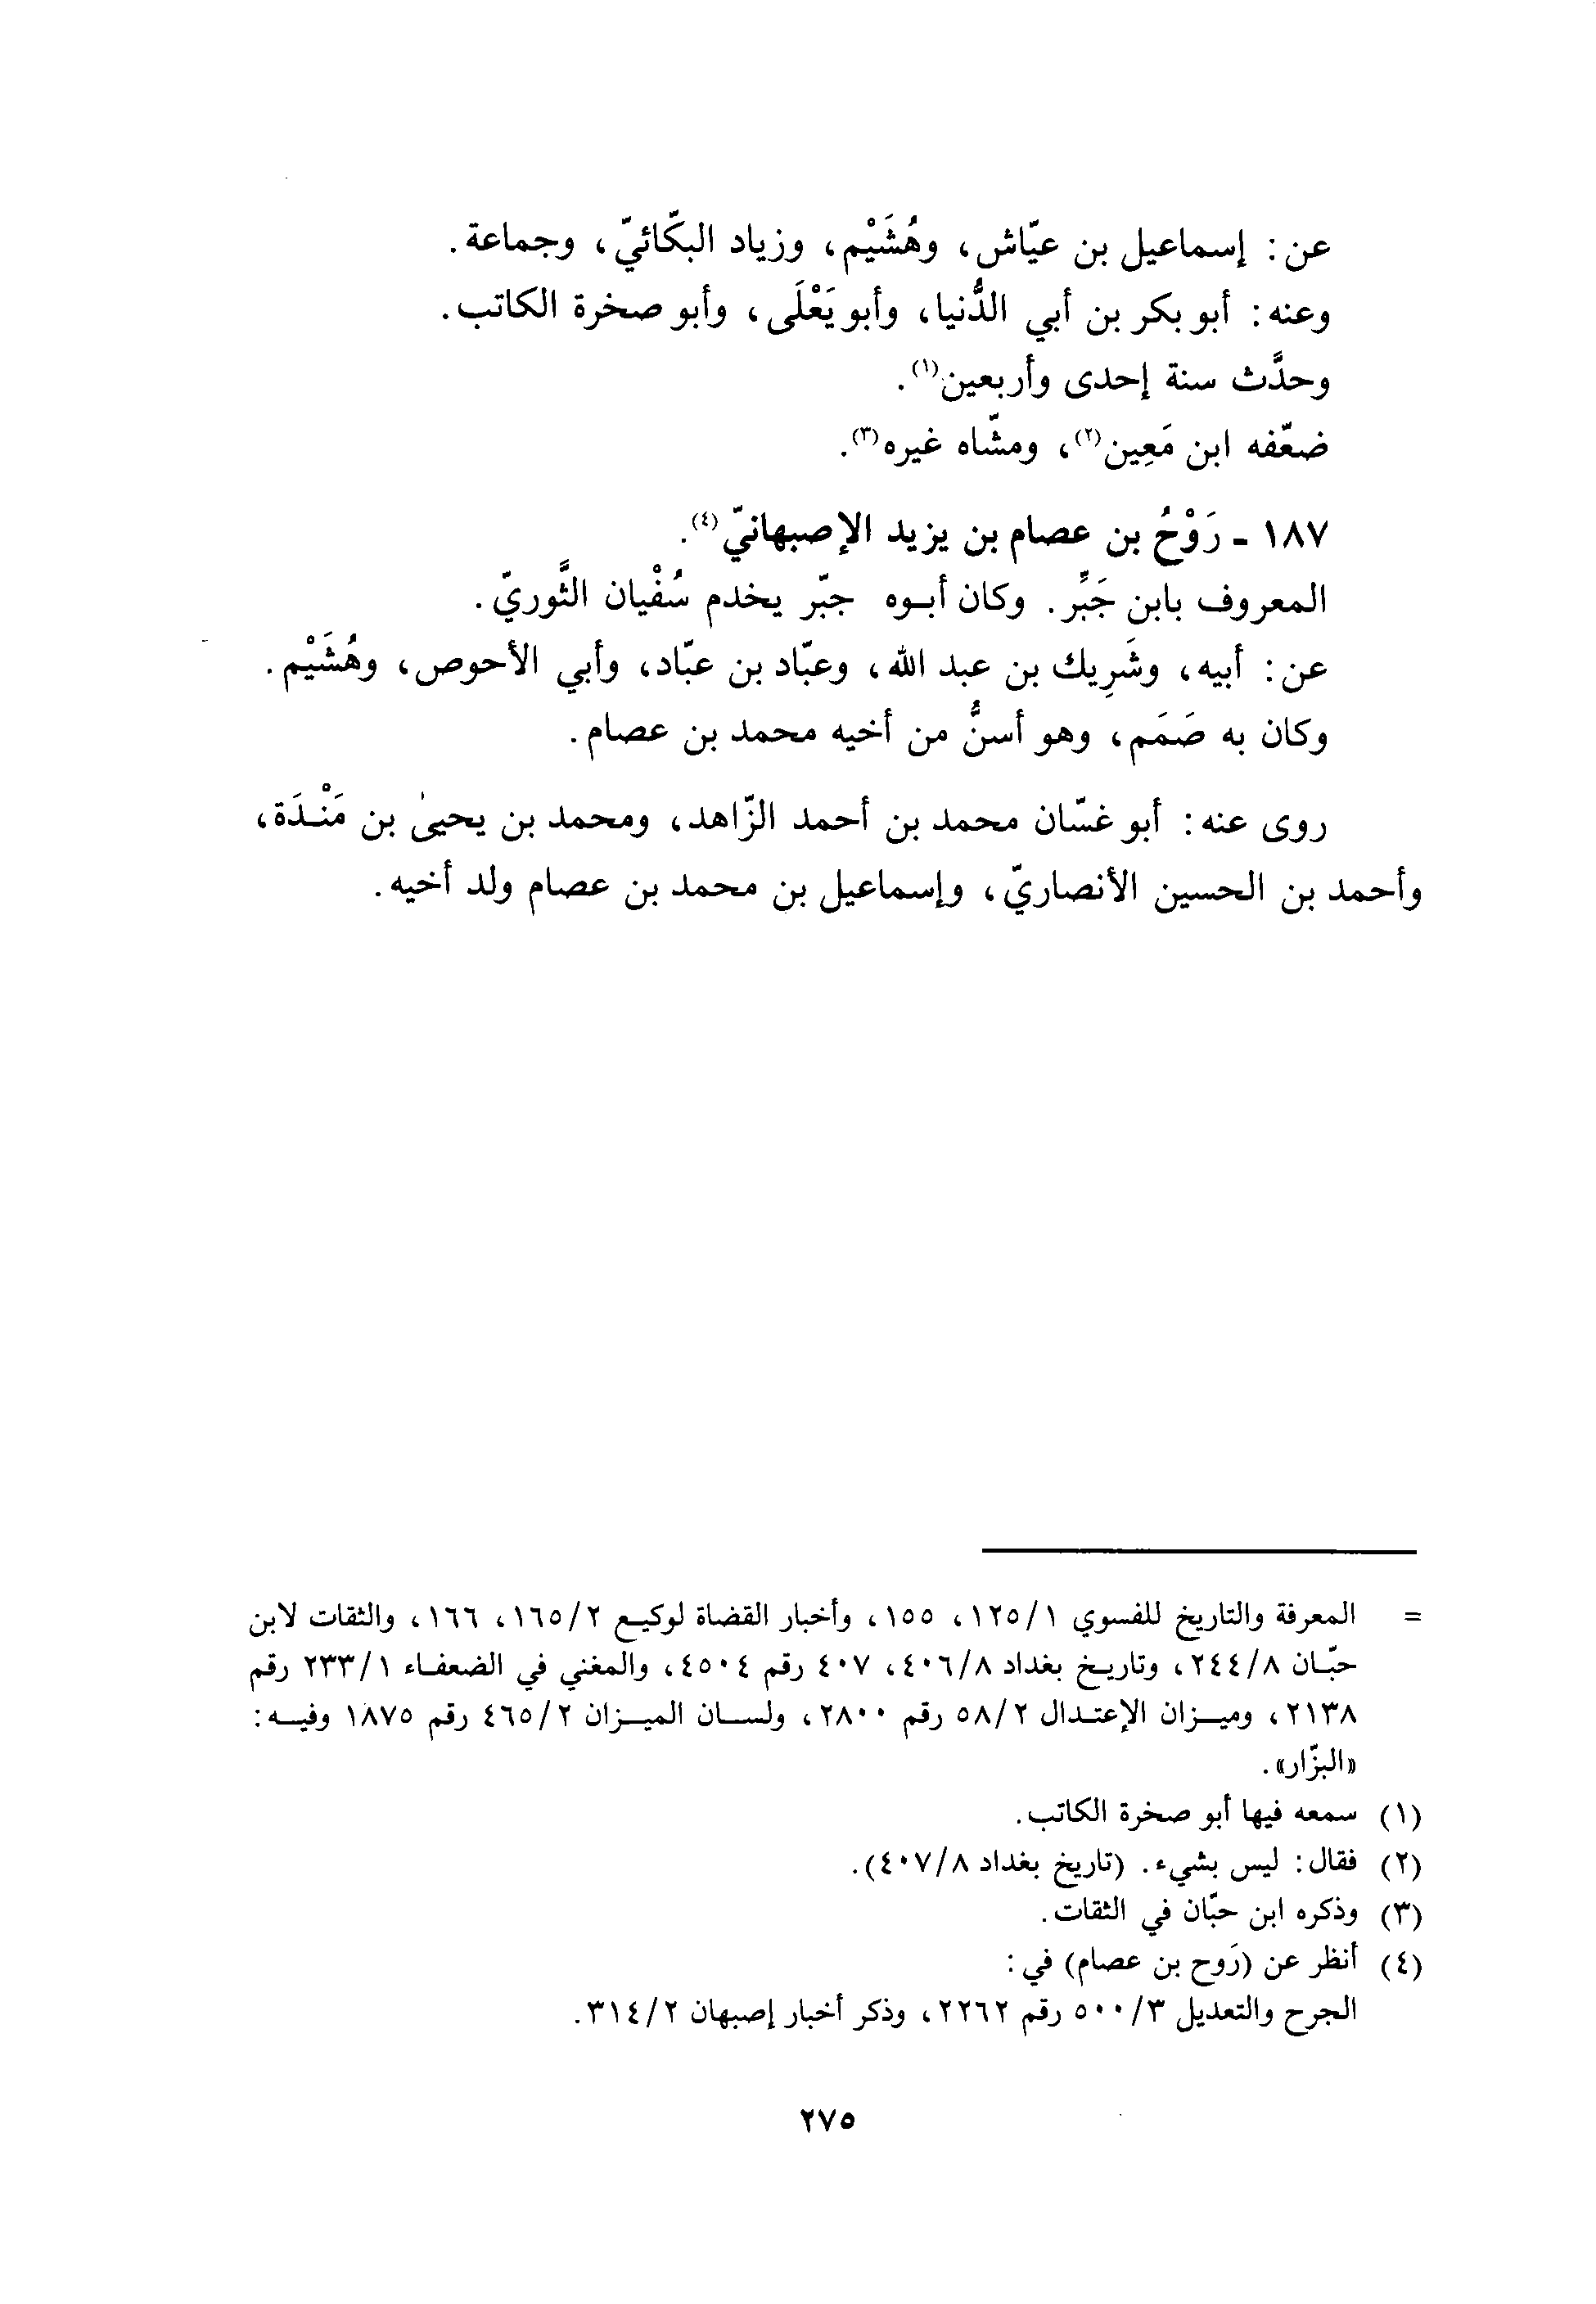 عن: إسماعيل بن عيّاش، وهُشَيْم، وزياد البكّائيّ، وجماعة.
وعنه: أبو بكر بن أبي الدُّنيا، وأبو يَعْلَى، وأبو صخرة الكاتب.
وحدَّث سنة إحدى وأربعين(١).
ضعّفه ابن مَعِين(٢)، ومشّاه غيره(٣).
١٨٧ - رَوْحُ بن عصام بن يزيد الإصبهانيّ(٤).
المعروف بابن جَبِّر. وكان أبوه جبّر يخدم سُفْيان الثَّوريّ.
عن: أبيه، وشَرِيك بن عبد الله، وعبّاد بن عبّاد، وأبي الأحوص، وهُشَيْم.
وكان به صَمَم، وهو أسنُّ من أخيه محمد بن عصام.
روى عنه: أبو غسّان محمد بن أحمد الزّاهد، ومحمد بن يحيىٰ بن مَنْدَة،
وأحمد بن الحسين الأنصاريّ، وإسماعيل بن محمد بن عصام ولد أخيه.
= المعرفة والتاريخ للفسوي ١/١٢٥، ١٥٥، وأخبار القضاة لوكيع ٢/١٦٥، ١٦٦، والثقات لابن
حبّان ٨/٢٤٤، وتاريخ بغداد ٨/٤٠٦، ٤٠٧ رقم ٤٥٠٤، والمغني في الضعفاء ١/٢٣٣ رقم
٢١٣٨، وميزان الإعتدال ٢/٥٨ رقم ٢٨٠٠، ولسان الميزان ٢/٤٦٥ رقم ١٨٧٥ وفيه:
«البزّار».
(١) سمعه فيها أبو صخرة الكاتب.
(٢) فقال: ليس بشيء. (تاريخ بغداد ٨/٤٠٧).
(٣) وذكره ابن حبّان في الثقات.
(٤) أنظر عن (رَوح بن عصام) في:
الجرح والتعديل ٣/٥٠٠ رقم ٢٢٦٢، وذكر أخبار إصبهان ٢/٣١٤.
٢٧٥